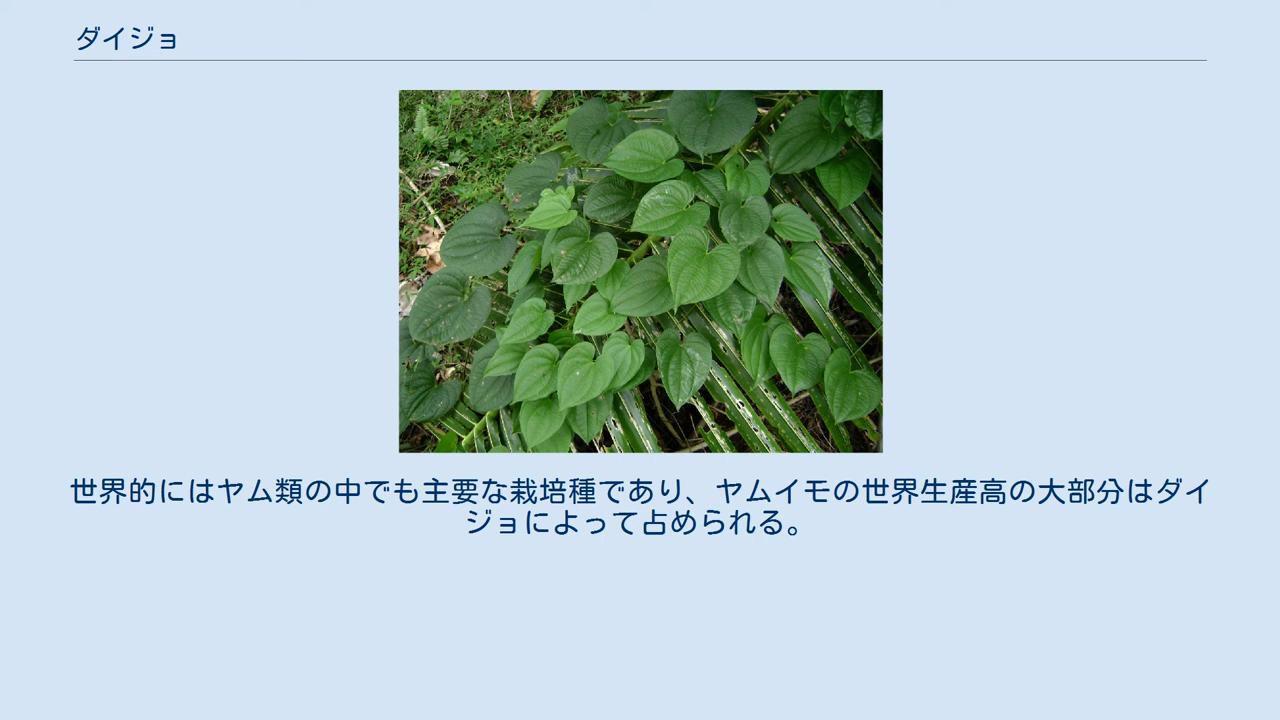 ダイジョ
世界的にはヤム類の中でも主要な栽培種であり、ヤムイモの世界生産高の大部分はダイ
ジョによって占められる。